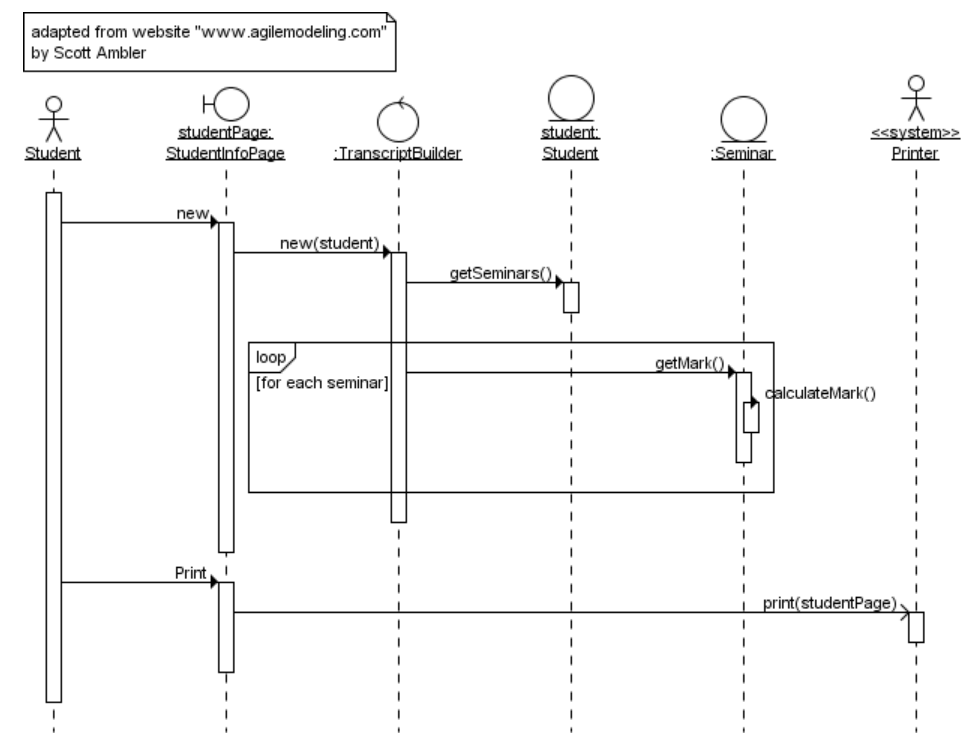 adapted from website "www.agilemodeling.com"
by Scott Ambler
Student
studentPage:
StudentInfoPage
:TranscriptBuilder
student:
Student
:Seminar
<<system>>
Printer
new
new(student)
getSeminars()
loop
[for each seminar]
getMark()
calculateMark()
Print
print(studentPage)